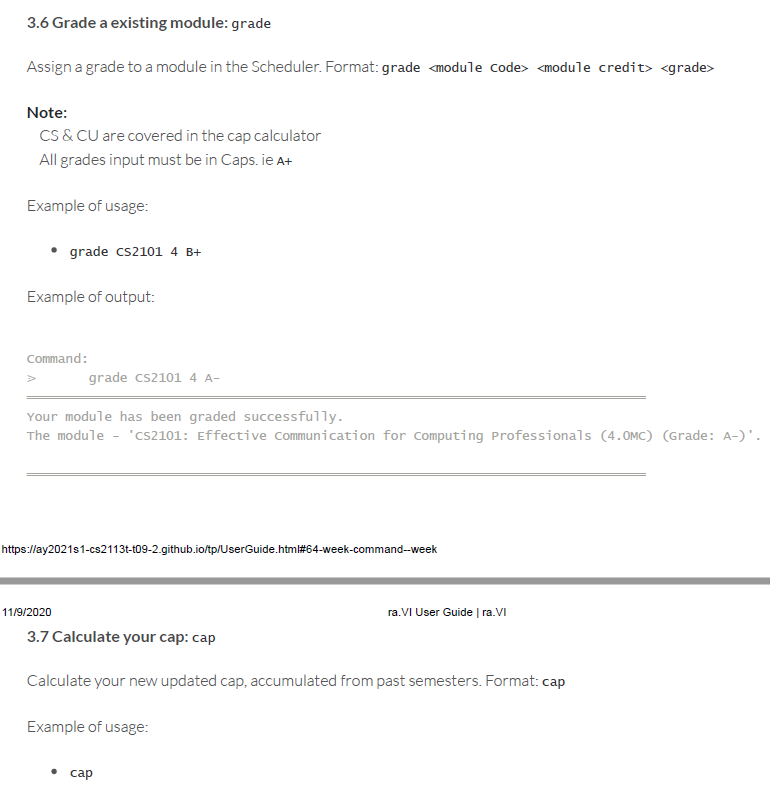 3.6 Grade a existing module: grade
Assign a grade to a module in the Scheduler. Format: grade <module Code> <module credit> <grade>
Note:
CS & CU are covered in the cap calculator
All grades input must be in Caps. ie A+
Example of usage:
• grade CS2101 4 B+
Example of output:
Command:
> grade CS2101 4 A-
Your module has been graded successfully.
The module - 'CS2101: Effective Communication for Computing Professionals (4.0MC) (Grade: A-)'.
https://ay2021s1-cs2113t-t09-2.github.io/tp/UserGuide.html#64-week-command--week
11/9/2020 ra.VI User Guide | ra.VI
3.7 Calculate your cap: cap
Calculate your new updated cap, accumulated from past semesters. Format: cap
Example of usage:
• cap